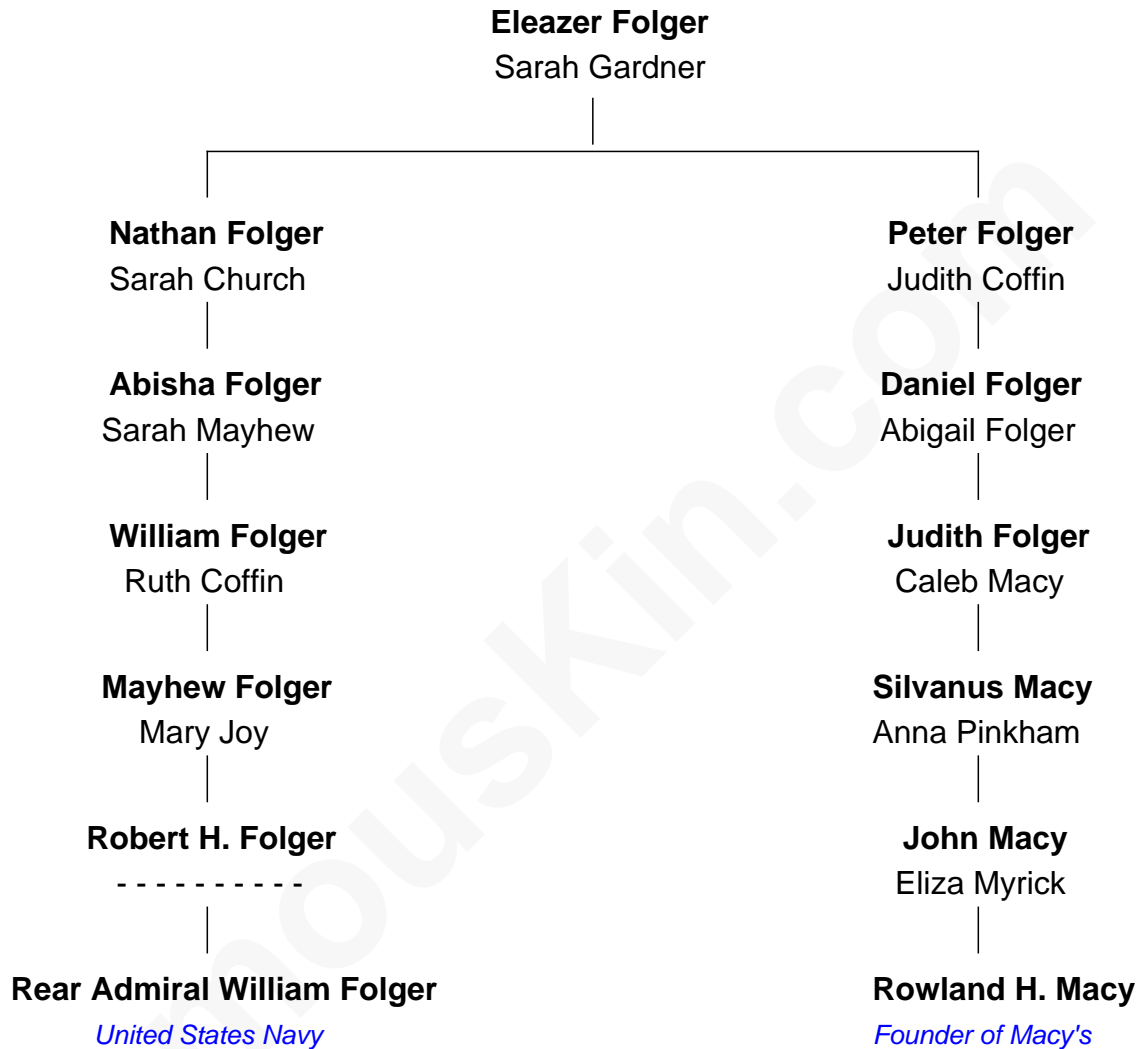 Eleazer Folger
Sarah Gardner
Nathan Folger
Sarah Church
Peter Folger
Judith Coffin
Abisha Folger
Sarah Mayhew
Daniel Folger
Abigail Folger
William Folger
Ruth Coffin
Judith Folger
Caleb Macy
Mayhew Folger
Mary Joy
Silvanus Macy
Anna Pinkham
Robert H. Folger
- - - - - - - - - -
John Macy
Eliza Myrick
Rear Admiral William Folger
United States Navy
Rowland H. Macy
Founder of Macy's
mousKin.com